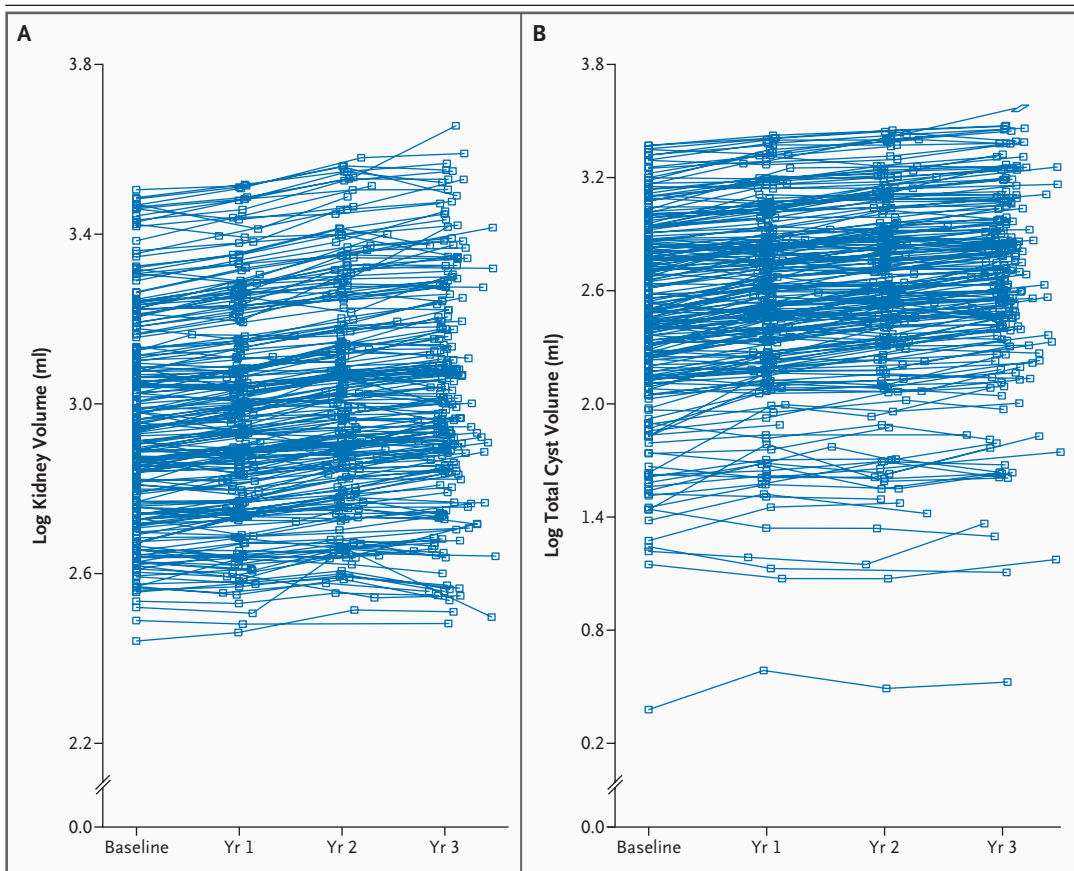 A
Log Kidney Volume (ml)
3.8
3.4
3.0
2.6
2.2
0.0
Baseline
Yr 1
Yr 2
Yr 3
B
Log Total Cyst Volume (ml)
3.8
3.2
2.6
2.0
1.4
0.8
0.2
0.0
Baseline
Yr 1
Yr 2
Yr 3